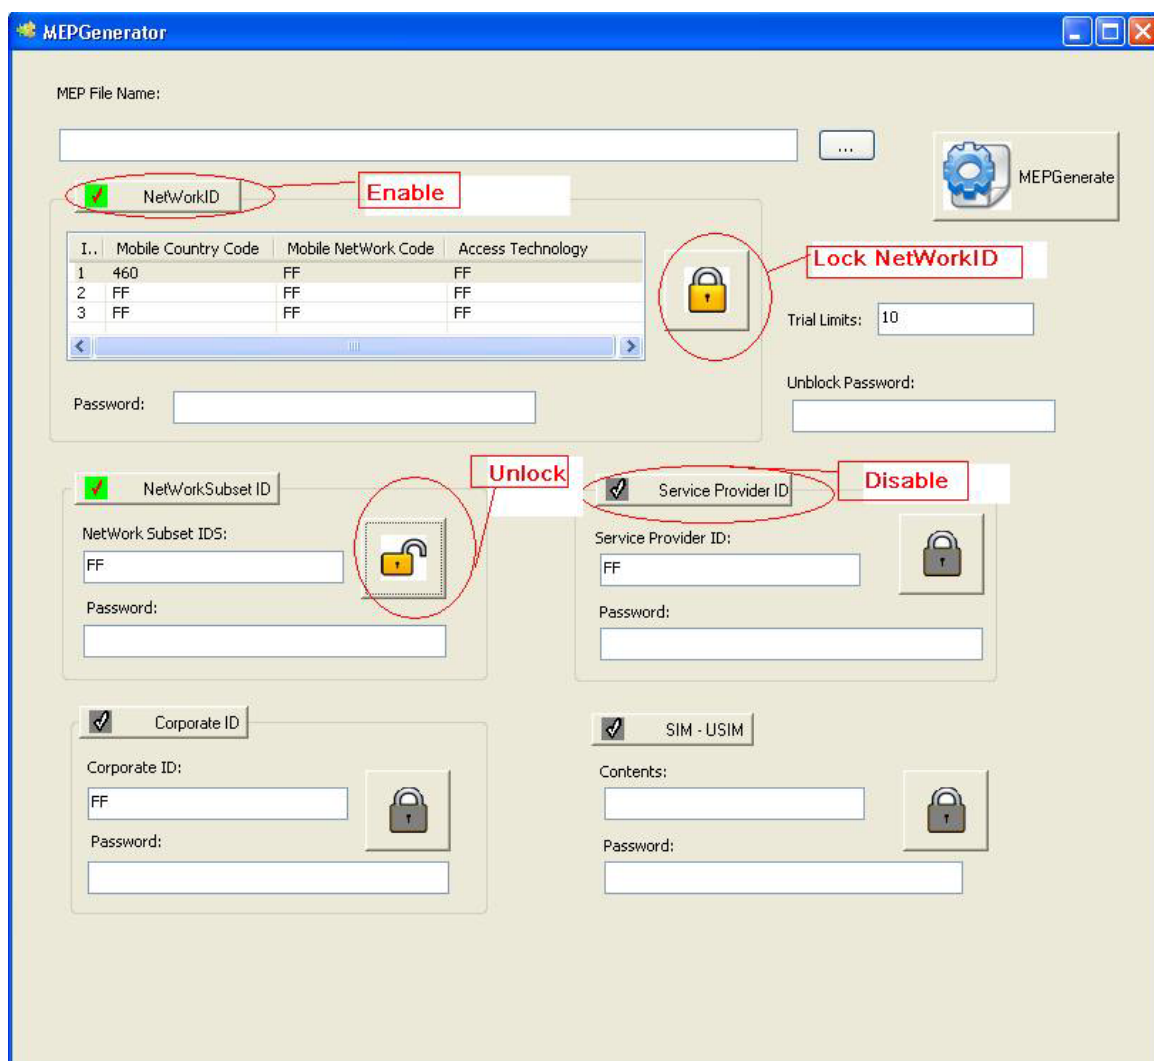 MEPGenerator
MEP File Name:
...
MEPGenerate
NetWorkID
Enable
I.. Mobile Country Code Mobile NetWork Code Access Technology
1 460 FF FF
2 FF FF FF
3 FF FF FF
Lock NetWorkID
Trial Limits: 10
Password:
Unblock Password:
NetWorkSubset ID
Unlock
Service Provider ID
Disable
NetWork Subset IDS:
FF
Password:
Service Provider ID:
FF
Password:
Corporate ID
Corporate ID:
FF
Password:
SIM - USIM
Contents:
Password: